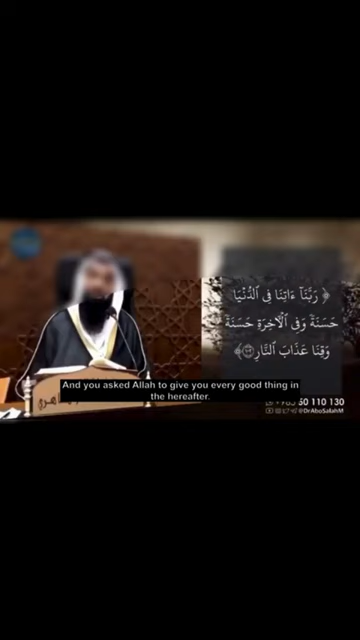 ﴿ رَبَّنَآ ءَاتِنَا فِى ٱلدُّنْيَا
حَسَنَةً وَفِى ٱلْـَٔاخِرَةِ حَسَنَةً
وَقِنَا عَذَابَ ٱلنَّارِ ﴾
And you asked Allah to give you every good thing in
the hereafter.
50 110 130
@DrAboSalahM